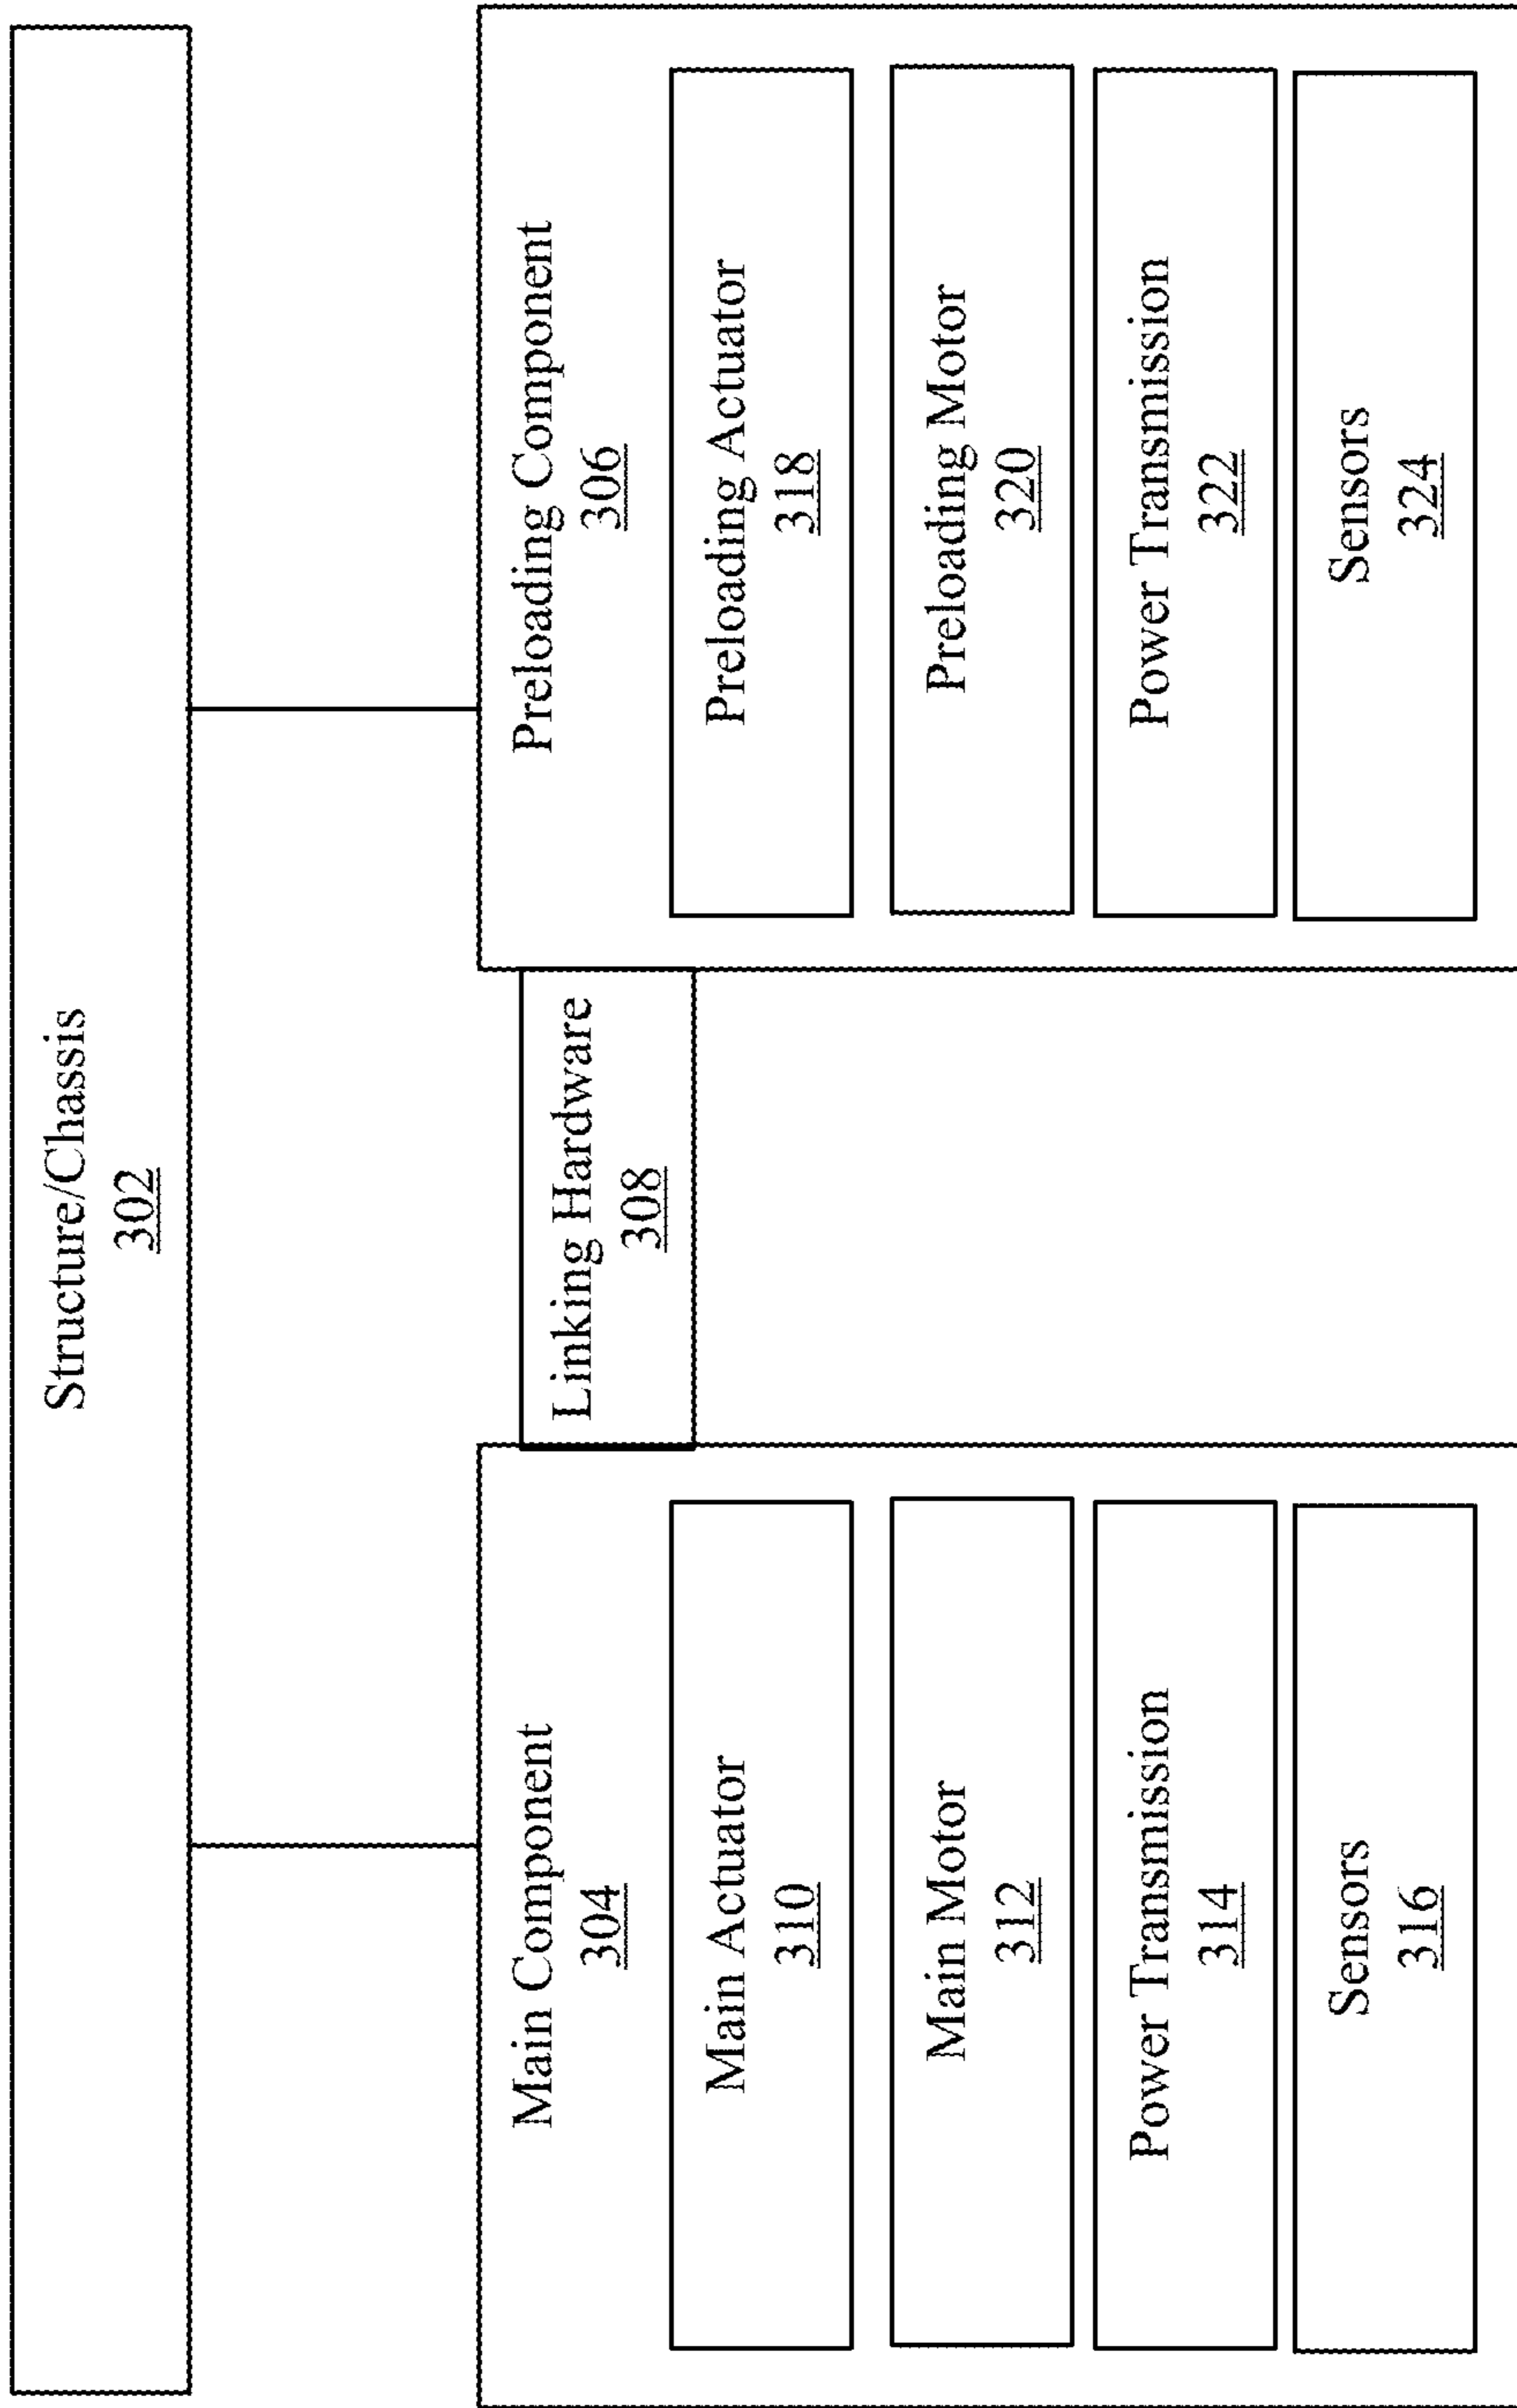 Structure/Chassis
302
Main Component
304
Main Actuator
310
Main Motor
312
Power Transmission
314
Sensors
316
Linking Hardware
308
Preloading Component
306
Preloading Actuator
318
Preloading Motor
320
Power Transmission
322
Sensors
324